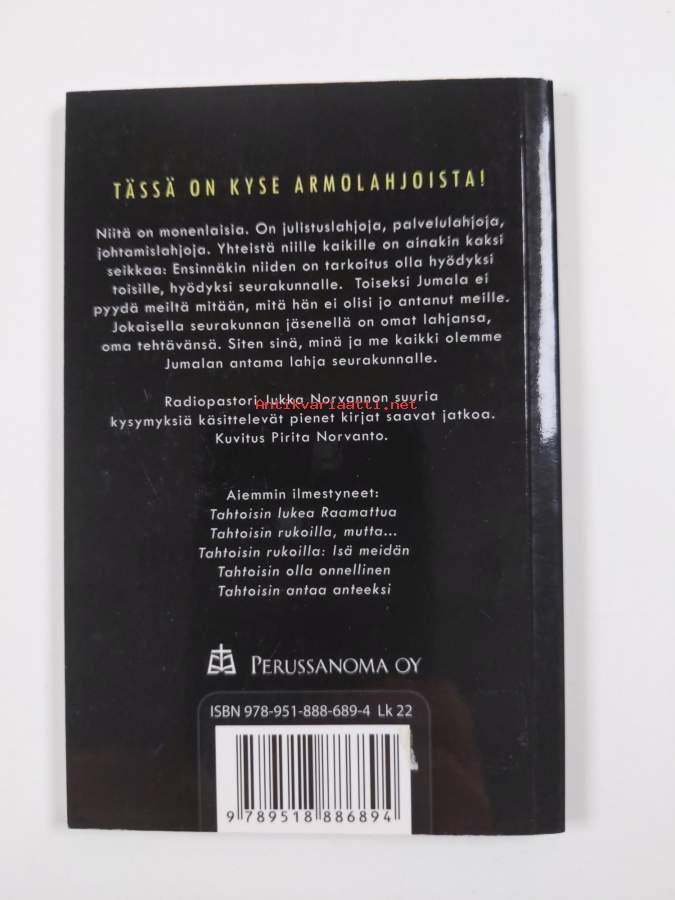 TÄSSÄ ON KYSE ARMOLAHJOISTA!
Niitä on monenlaisia. On julistuslahjoja, palvelulahjoja,
johtamislahjoja. Yhteistä niille kaikille on ainakin kaksi
seikkaa: Ensinnäkin niiden on tarkoitus olla hyödyksi
toisille, hyödyksi seurakunnalle. Toiseksi Jumala ei
pyydä meiltä mitään, mitä hän ei olisi jo antanut meille.
Jokaisella seurakunnan jäsenellä on omat lahjansa,
oma tehtävänsä. Siten sinä, minä ja me kaikki olemme
Jumalan antama lahja seurakunnalle.
Radiopastori Jukka Norvannon suuria
Antikvariaatti.net
kysymyksiä käsittelevät pienet kirjat saavat jatkoa.
Kuvitus Pirita Norvanto.
Aiemmin ilmestyneet:
Tahtoisin lukea Raamattua
Tahtoisin rukoilla, mutta...
Tahtoisin rukoilla: Isä meidän
Tahtoisin olla onnellinen
Tahtoisin antaa anteeksi
PERUSSANOMA OY
ISBN 978-951-888-689-4 Lk 22
9 789518 886894